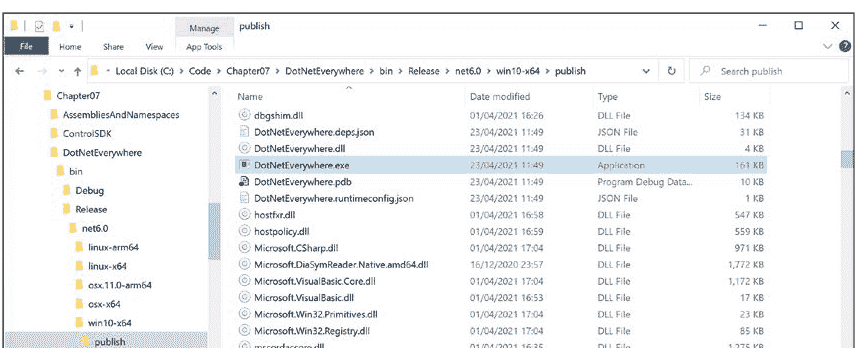 Manage publish
File Home Share View App Tools
Local Disk (C:) > Code > Chapter07 > DotNetEverywhere > bin > Release > net6.0 > win10-x64 > publish Search publish
Chapter07
AssembliesAndNamespaces
ControlSDK
DotNetEverywhere
bin
Debug
Release
net6.0
linux-arm64
linux-x64
osx.11.0-arm64
osx-x64
win10-x64
publish
Name Date modified Type Size
dbgshim.dll 01/04/2021 16:26 DLL File 134 KB
DotNetEverywhere.deps.json 23/04/2021 11:49 JSON File 31 KB
DotNetEverywhere.dll 23/04/2021 11:49 DLL File 4 KB
DotNetEverywhere.exe 23/04/2021 11:49 Application 161 KB
DotNetEverywhere.pdb 23/04/2021 11:49 Program Debug Data... 10 KB
DotNetEverywhere.runtimeconfig.json 23/04/2021 11:49 JSON File 1 KB
hostfxr.dll 01/04/2021 16:58 DLL File 547 KB
hostpolicy.dll 01/04/2021 16:59 DLL File 559 KB
Microsoft.CSharp.dll 01/04/2021 17:04 DLL File 971 KB
Microsoft.DiaSymReader.Native.amd64.dll 16/12/2020 23:57 DLL File 1,772 KB
Microsoft.VisualBasic.Core.dll 01/04/2021 17:04 DLL File 1,172 KB
Microsoft.VisualBasic.dll 01/04/2021 16:53 DLL File 17 KB
Microsoft.Win32.Primitives.dll 01/04/2021 17:04 DLL File 23 KB
Microsoft.Win32.Registry.dll 01/04/2021 17:04 DLL File 85 KB
01/04/2021 16:35 DLL File 1,275 KB